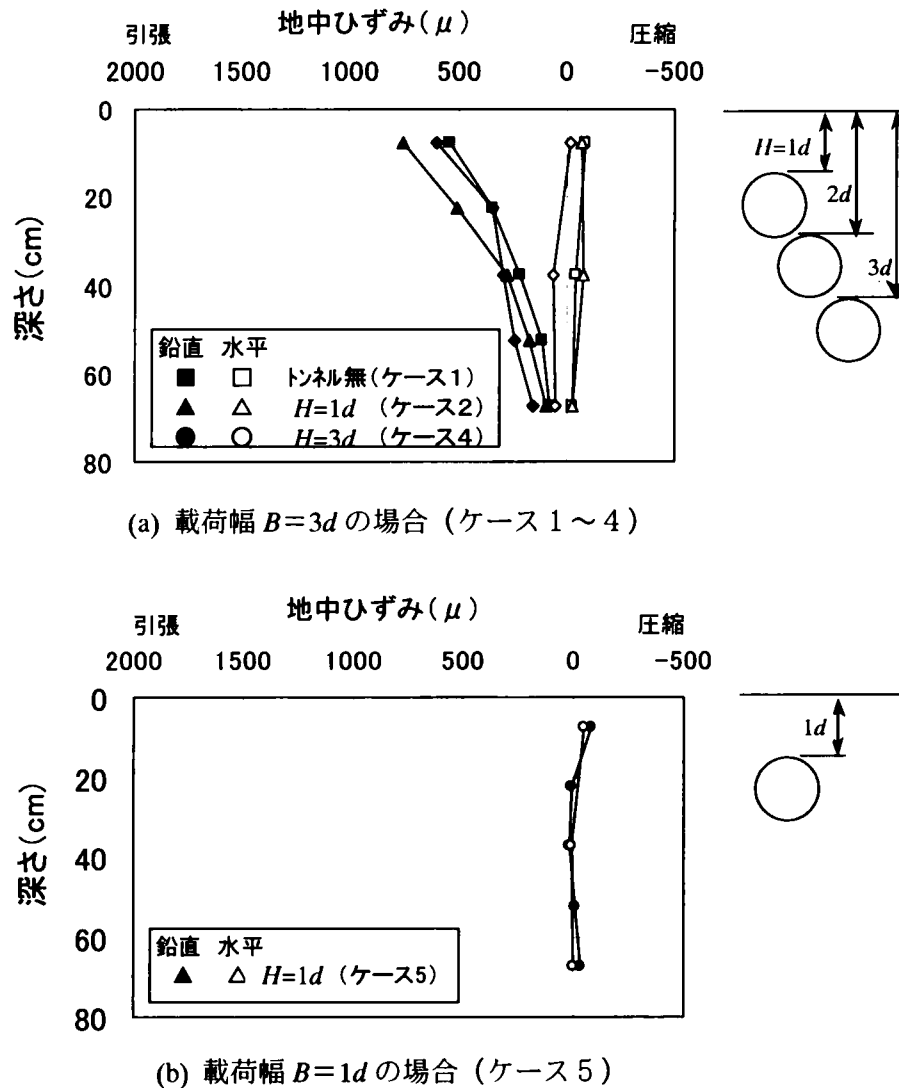 地中ひずみ(μ)
引張 圧縮
2000 1500 1000 500 0 -500
0
20
40
60
80
深さ(cm)
鉛直 水平
■ □ トンネル無(ケース1)
▲ △ H=1d (ケース2)
● ○ H=3d (ケース4)
H=1d
2d
3d
(a) 載荷幅 B=3d の場合(ケース1~4)
地中ひずみ(μ)
引張 圧縮
2000 1500 1000 500 0 -500
0
20
40
60
80
深さ(cm)
鉛直 水平
▲ △ H=1d (ケース5)
1d
(b) 載荷幅 B=1d の場合(ケース5)